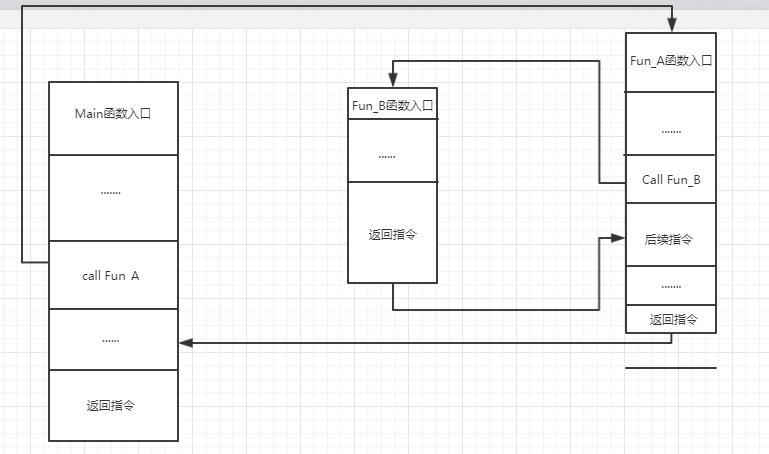 Main函数入口
.......
call Fun_A
......
返回指令
Fun_B函数入口
......
返回指令
Fun_A函数入口
.......
Call Fun_B
后续指令
.......
返回指令